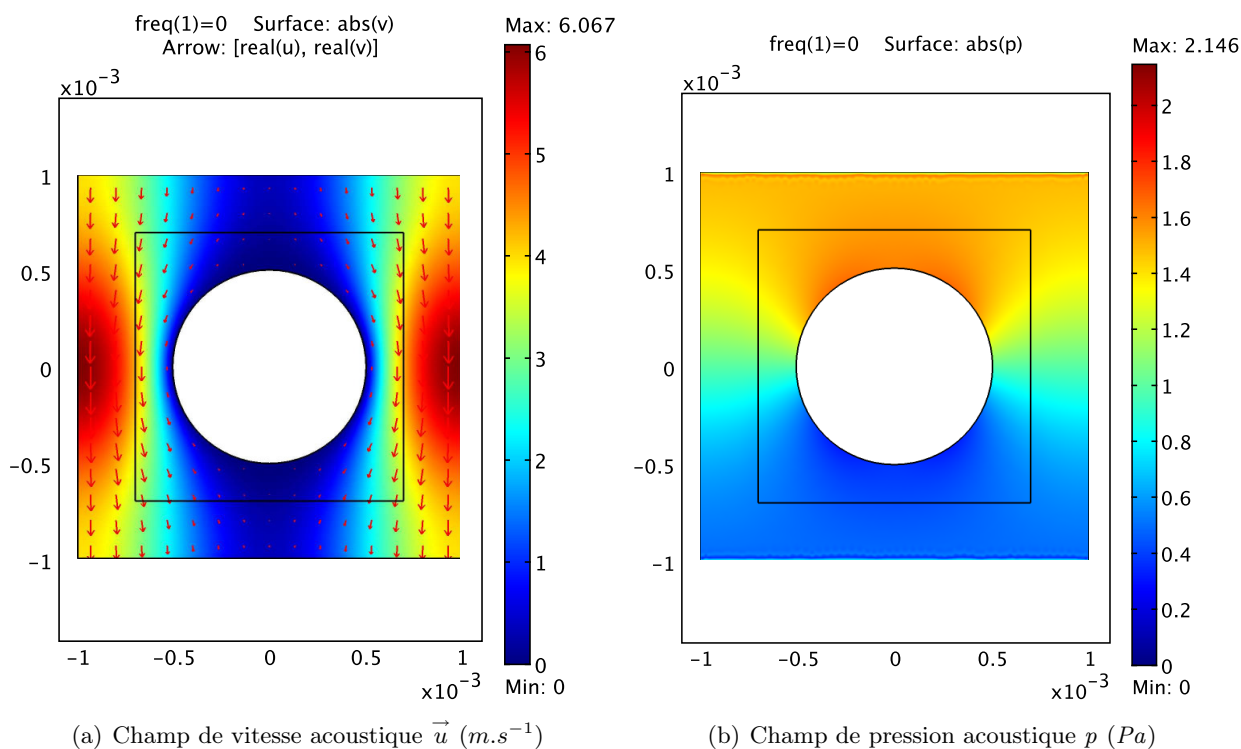 freq(1)=0 Surface: abs(v)
Arrow: [real(u), real(v)]
Max: 6.067
x10⁻³
1
0.5
0
-0.5
-1
-1 -0.5 0 0.5 1
x10⁻³
6
5
4
3
2
1
0
Min: 0
(a) Champ de vitesse acoustique u⃗ (m.s⁻¹)
freq(1)=0 Surface: abs(p)
Max: 2.146
x10⁻³
1
0.5
0
-0.5
-1
-1 -0.5 0 0.5 1
x10⁻³
2
1.8
1.6
1.4
1.2
1
0.8
0.6
0.4
0.2
0
Min: 0
(b) Champ de pression acoustique p (Pa)